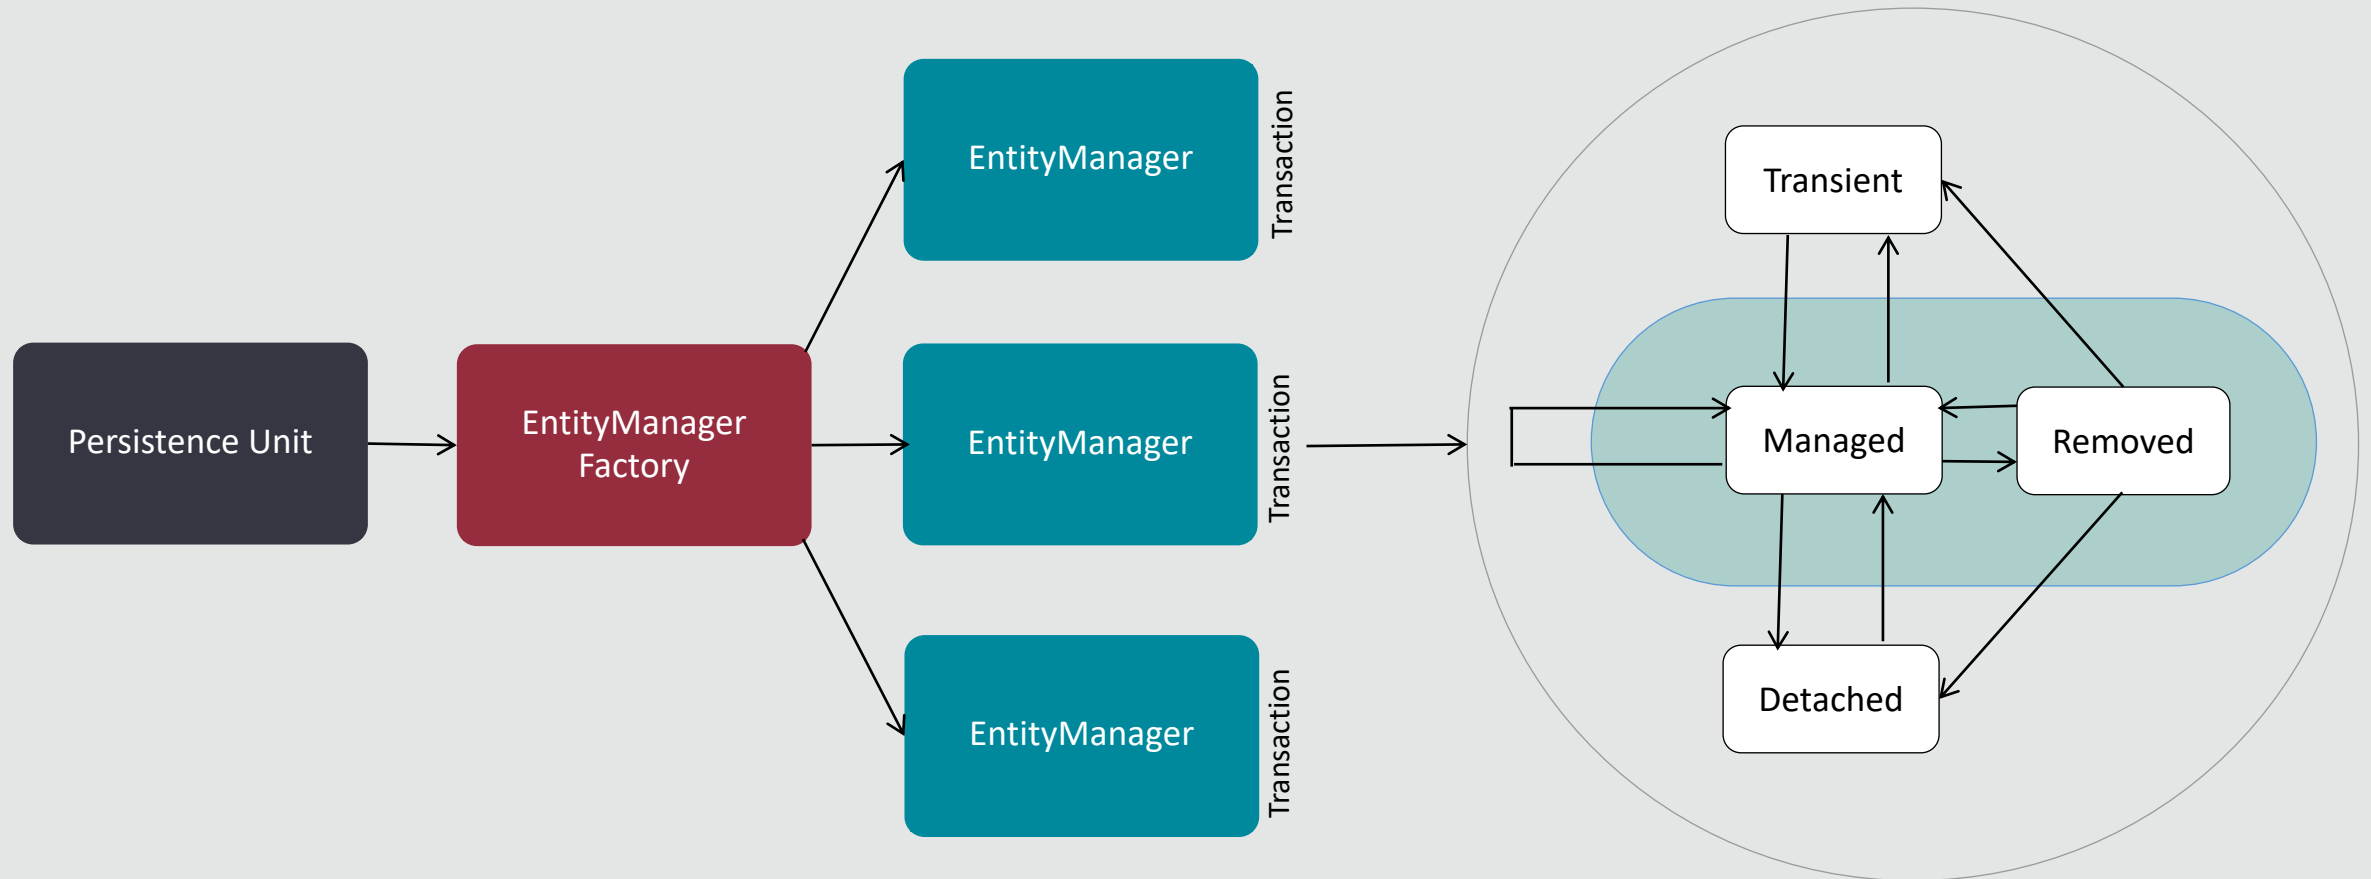 Persistence Unit
EntityManager
Factory
EntityManager
Transaction
EntityManager
Transaction
EntityManager
Transaction
Transient
Managed
Removed
Detached